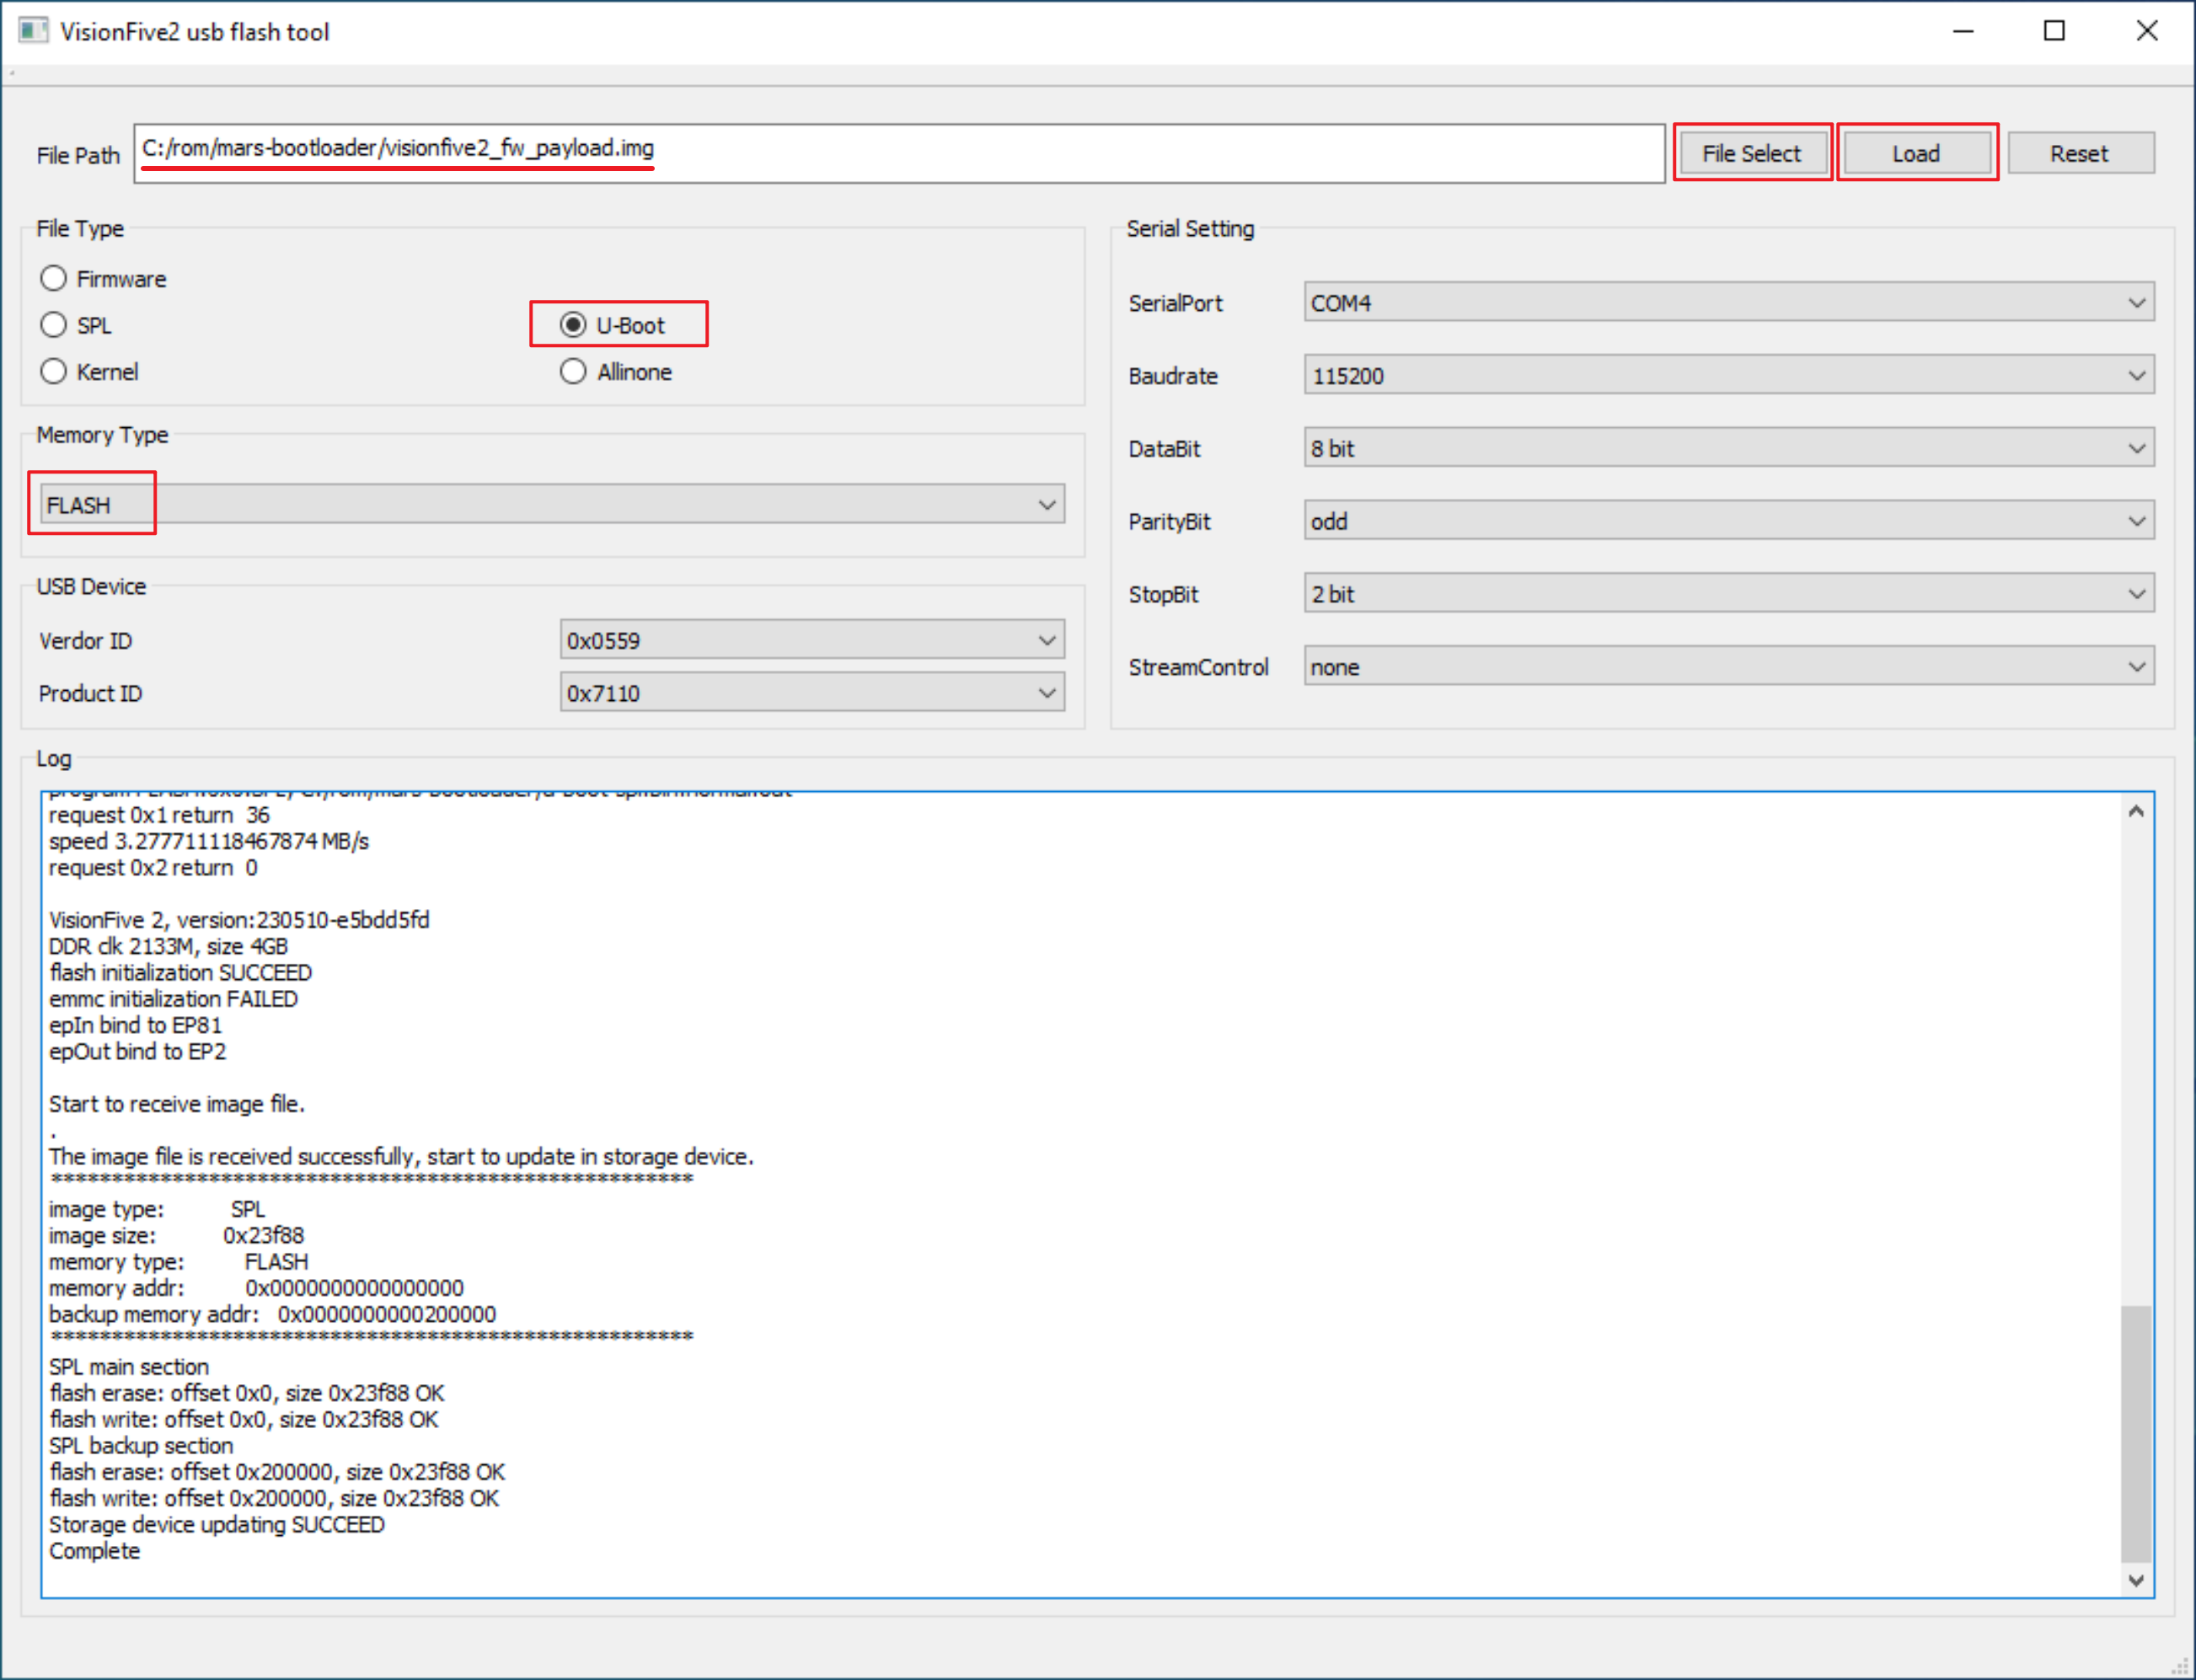 VisionFive2 usb flash tool
File Path C:/rom/mars-bootloader/visionfive2_fw_payload.img File Select Load Reset
File Type
Firmware
SPL U-Boot
Kernel Allinone
Memory Type
FLASH
USB Device
Verdor ID 0x0559
Product ID 0x7110
Serial Setting
SerialPort COM4
Baudrate 115200
DataBit 8 bit
ParityBit odd
StopBit 2 bit
StreamControl none
Log
request 0x1 return 36
speed 3.277711118467874 MB/s
request 0x2 return 0
VisionFive 2, version:230510-e5bdd5fd
DDR clk 2133M, size 4GB
flash initialization SUCCEED
emmc initialization FAILED
epIn bind to EP81
epOut bind to EP2
Start to receive image file.
.
The image file is received successfully, start to update in storage device.
*****************************************************
image type: SPL
image size: 0x23f88
memory type: FLASH
memory addr: 0x0000000000000000
backup memory addr: 0x0000000000200000
*****************************************************
SPL main section
flash erase: offset 0x0, size 0x23f88 OK
flash write: offset 0x0, size 0x23f88 OK
SPL backup section
flash erase: offset 0x200000, size 0x23f88 OK
flash write: offset 0x200000, size 0x23f88 OK
Storage device updating SUCCEED
Complete